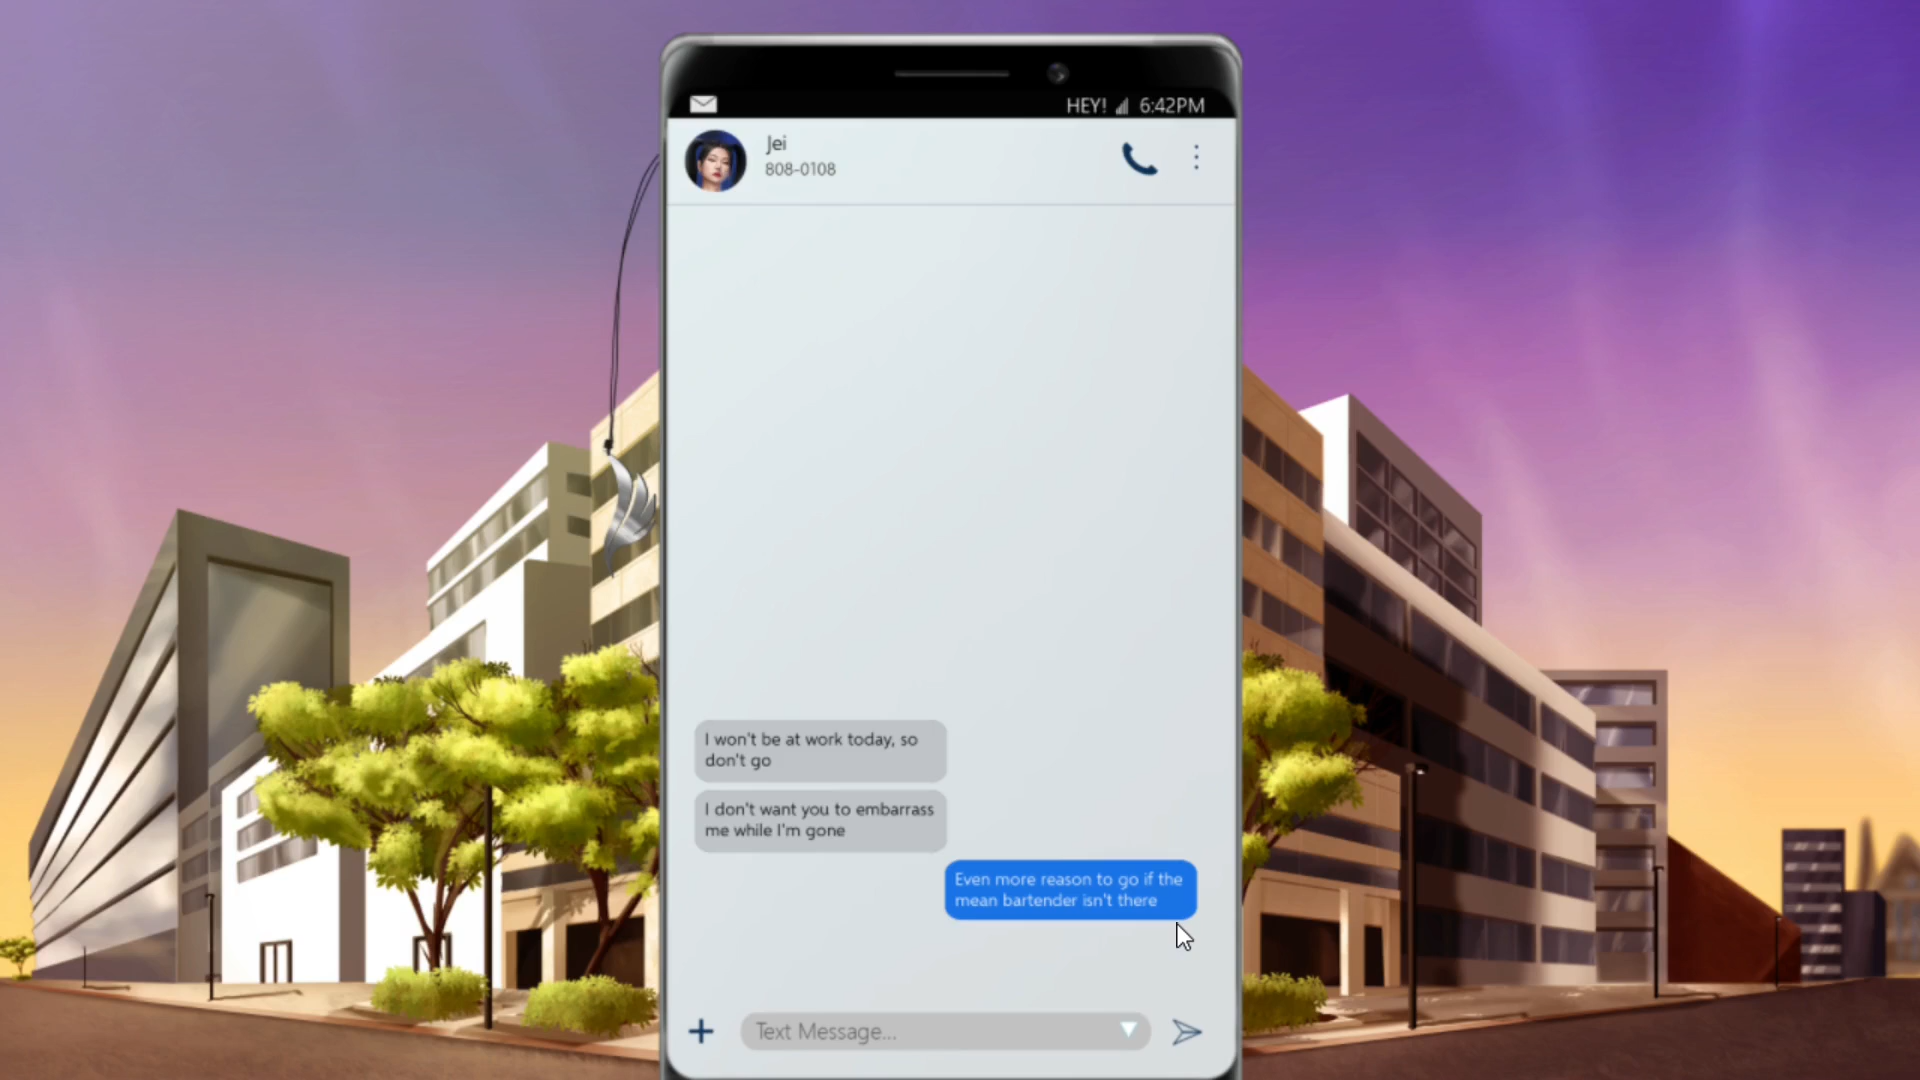 HEY! 6:42PM
Jei
808-0108
I won't be at work today, so
don't go
I don't want you to embarrass
me while I'm gone
Even more reason to go if the
mean bartender isn't there
Text Message...